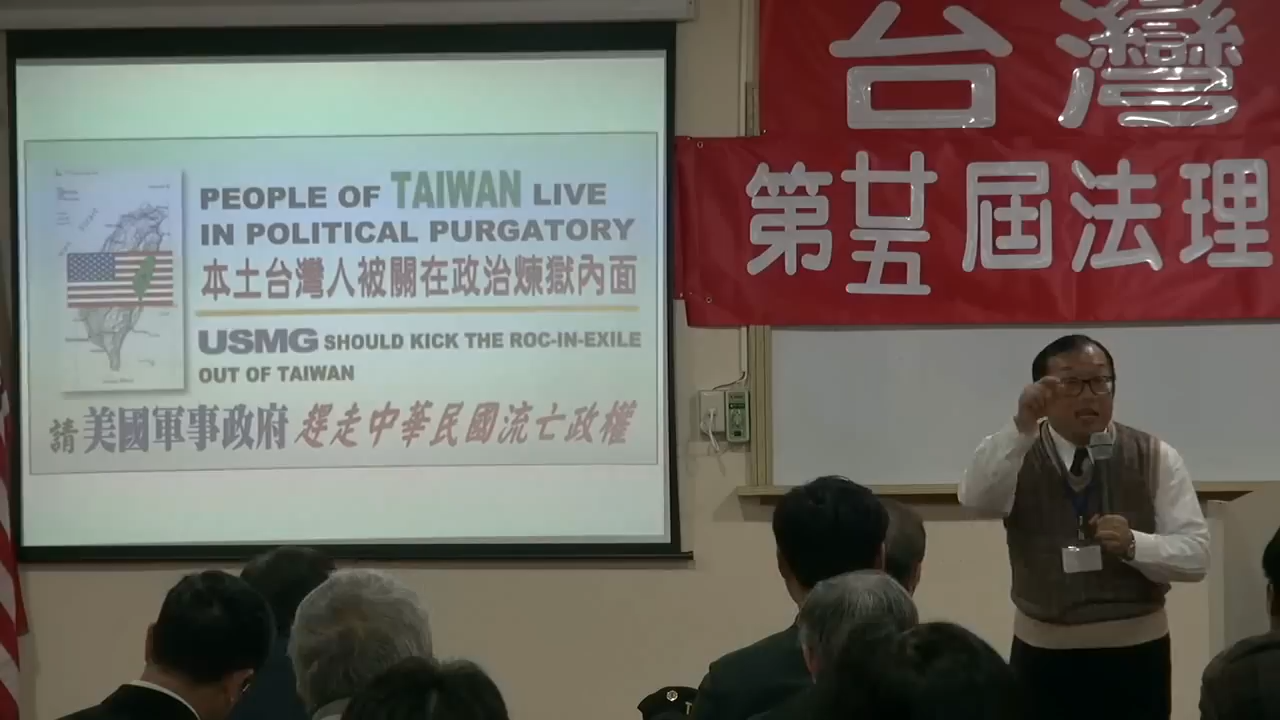 PEOPLE OF TAIWAN LIVE
IN POLITICAL PURGATORY
本土台灣人被關在政治煉獄內面
USMG SHOULD KICK THE ROC-IN-EXILE
OUT OF TAIWAN
請美國軍事政府趕走中華民國流亡政權
台灣
第廿五屆法理